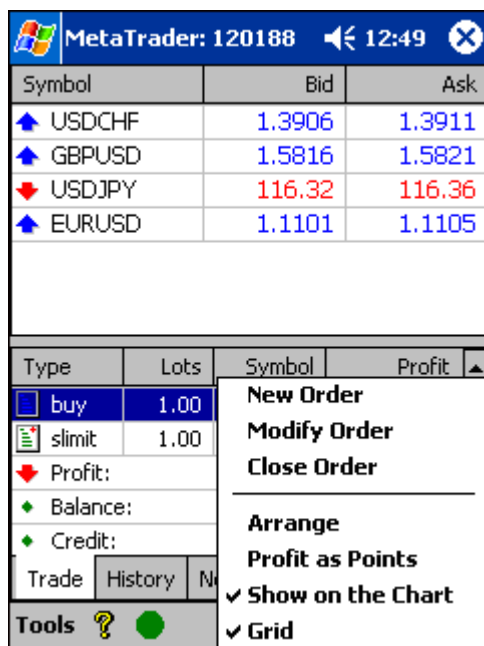 MetaTrader: 120188 12:49
Symbol Bid Ask
USDCHF 1.3906 1.3911
GBPUSD 1.5816 1.5821
USDJPY 116.32 116.36
EURUSD 1.1101 1.1105
Type Lots Symbol Profit
buy 1.00
slimit 1.00
Profit:
Balance:
Credit:
Trade History
Tools
New Order
Modify Order
Close Order
Arrange
Profit as Points
Show on the Chart
Grid